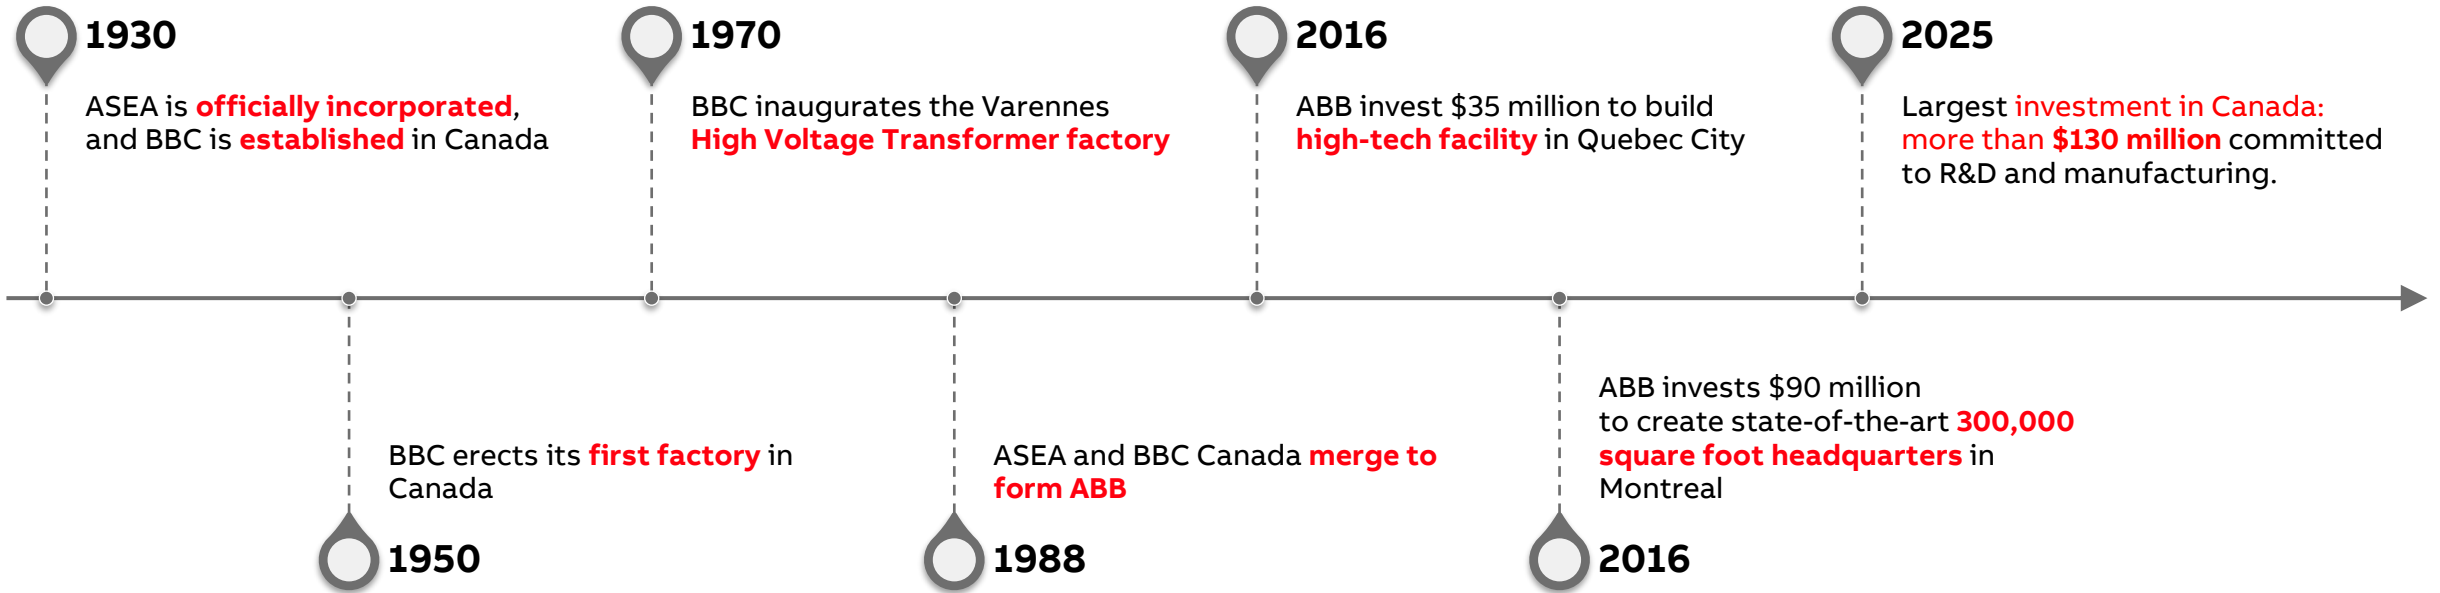 1930
ASEA is officially incorporated,
and BBC is established in Canada
1970
BBC inaugurates the Varennes
High Voltage Transformer factory
2016
ABB invest $35 million to build
high-tech facility in Quebec City
2025
Largest investment in Canada:
more than $130 million committed
to R&D and manufacturing.
BBC erects its first factory in
Canada
1950
ASEA and BBC Canada merge to
form ABB
1988
ABB invests $90 million
to create state-of-the-art 300,000
square foot headquarters in
Montreal
2016